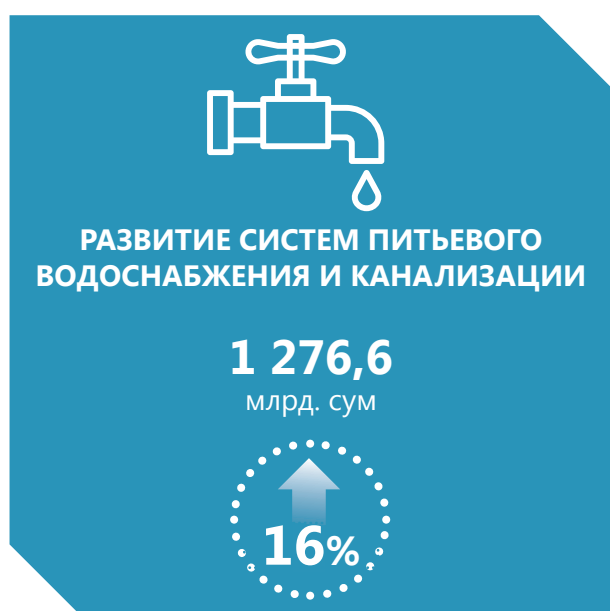 РАЗВИТИЕ СИСТЕМ ПИТЬЕВОГО
ВОДОСНАБЖЕНИЯ И КАНАЛИЗАЦИИ
1 276,6
млрд. сум
16%